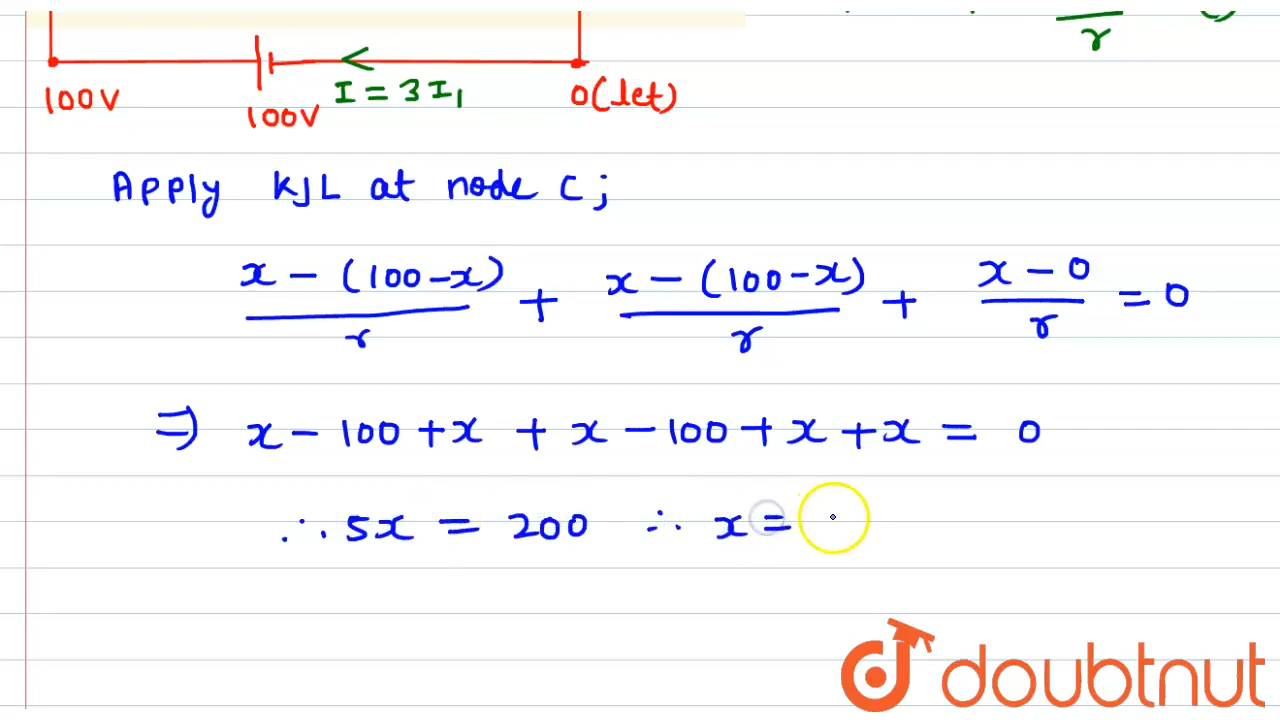 r
100V
100V
I = 3I₁
0(let)
Apply KJL at node C;
x - (100-x)/r + x - (100-x)/r + x - 0/r = 0
⇒ x - 100 + x + x - 100 + x + x = 0
∴ 5x = 200 ∴ x =
doubtnut